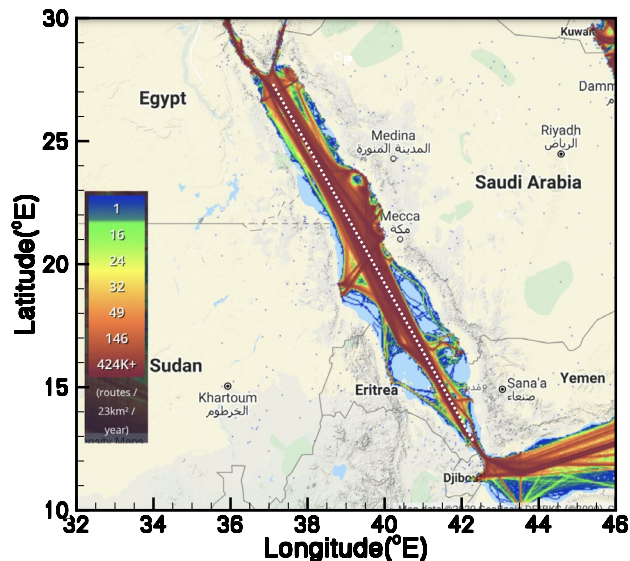 30
25
20
15
10
Latitude(°E)
32
34
36
38
40
42
44
46
Longitude(°E)
Kuwait
Egypt
Damm
Riyadh
الرياض
Medina
المدينة المنورة
Saudi Arabia
Mecca
مكة
1
16
24
32
49
146
424K+
(routes /
23km² /
year)
nsity Maps
Sudan
Khartoum
الخرطوم
Eritrea
Sana'a
صنعاء
Yemen
Djibo